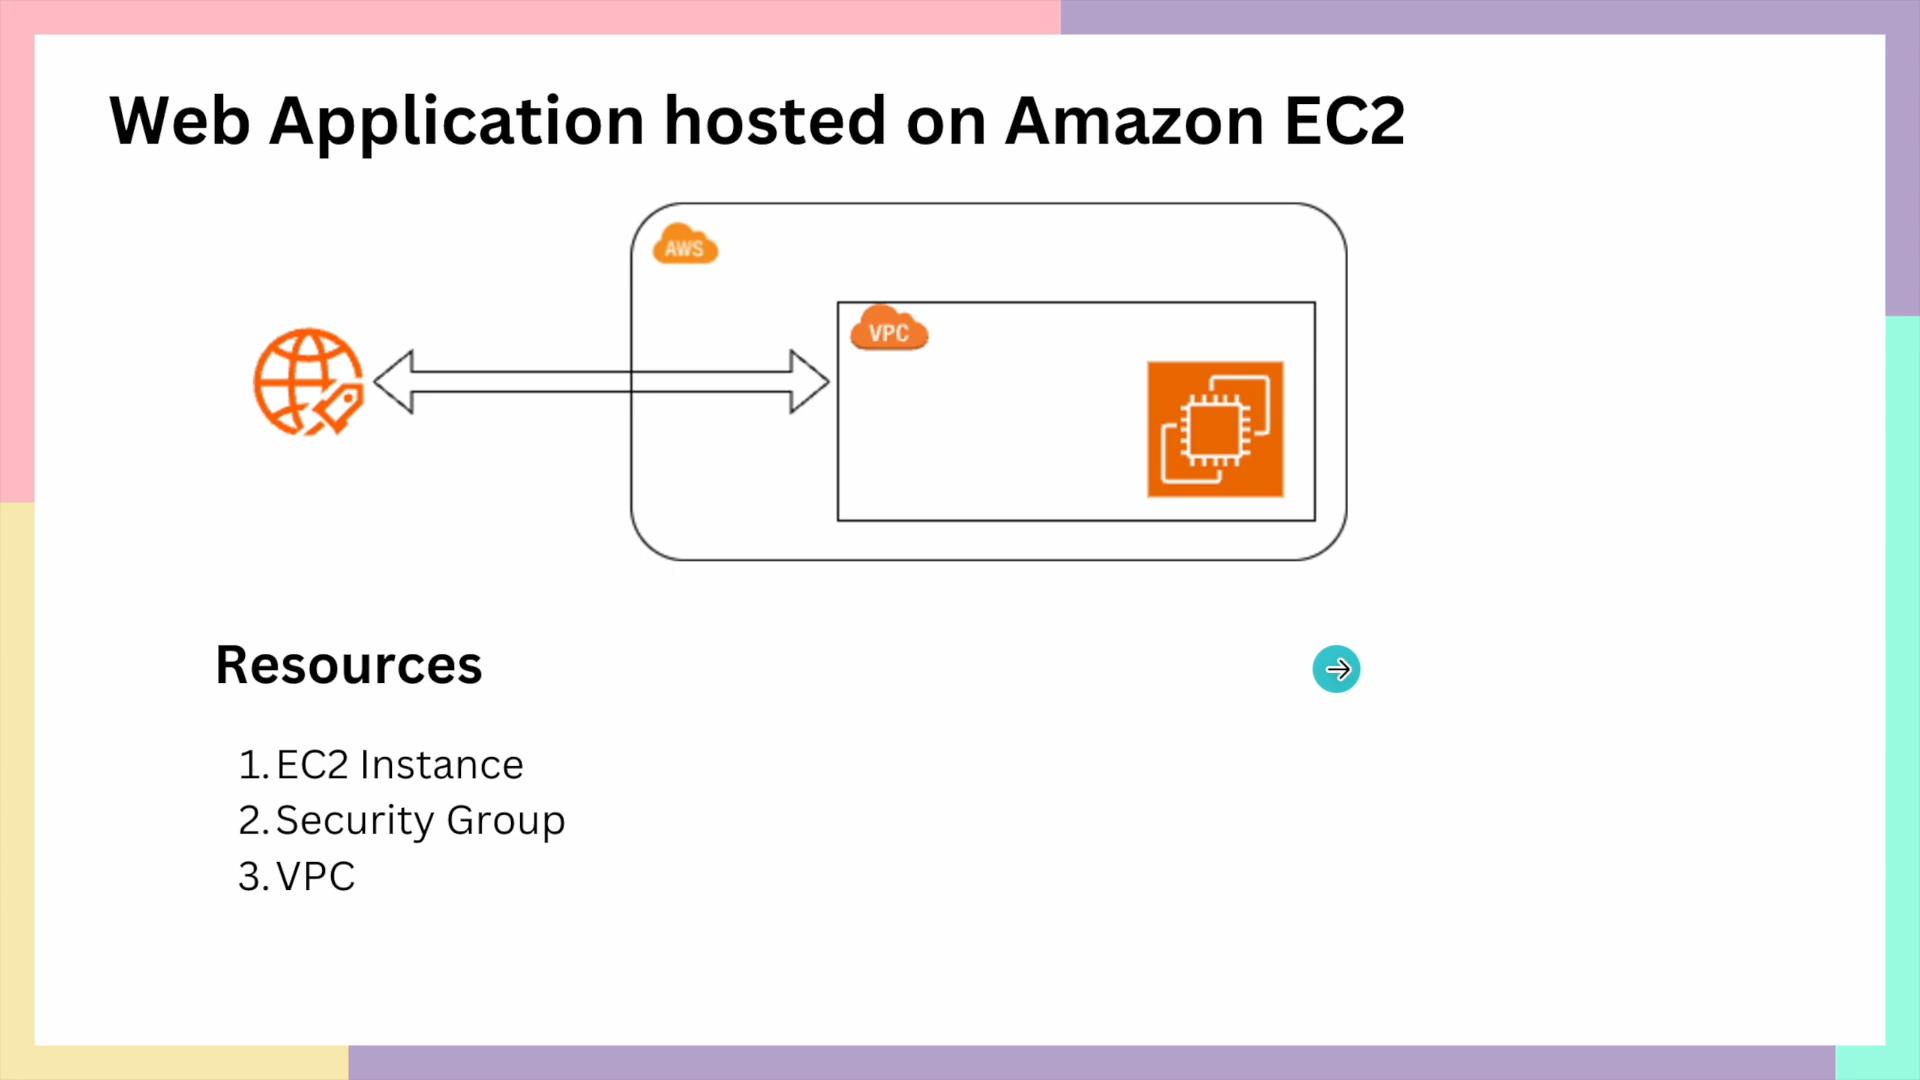 Web Application hosted on Amazon EC2
AWS
VPC
Resources
1. EC2 Instance
2. Security Group
3. VPC